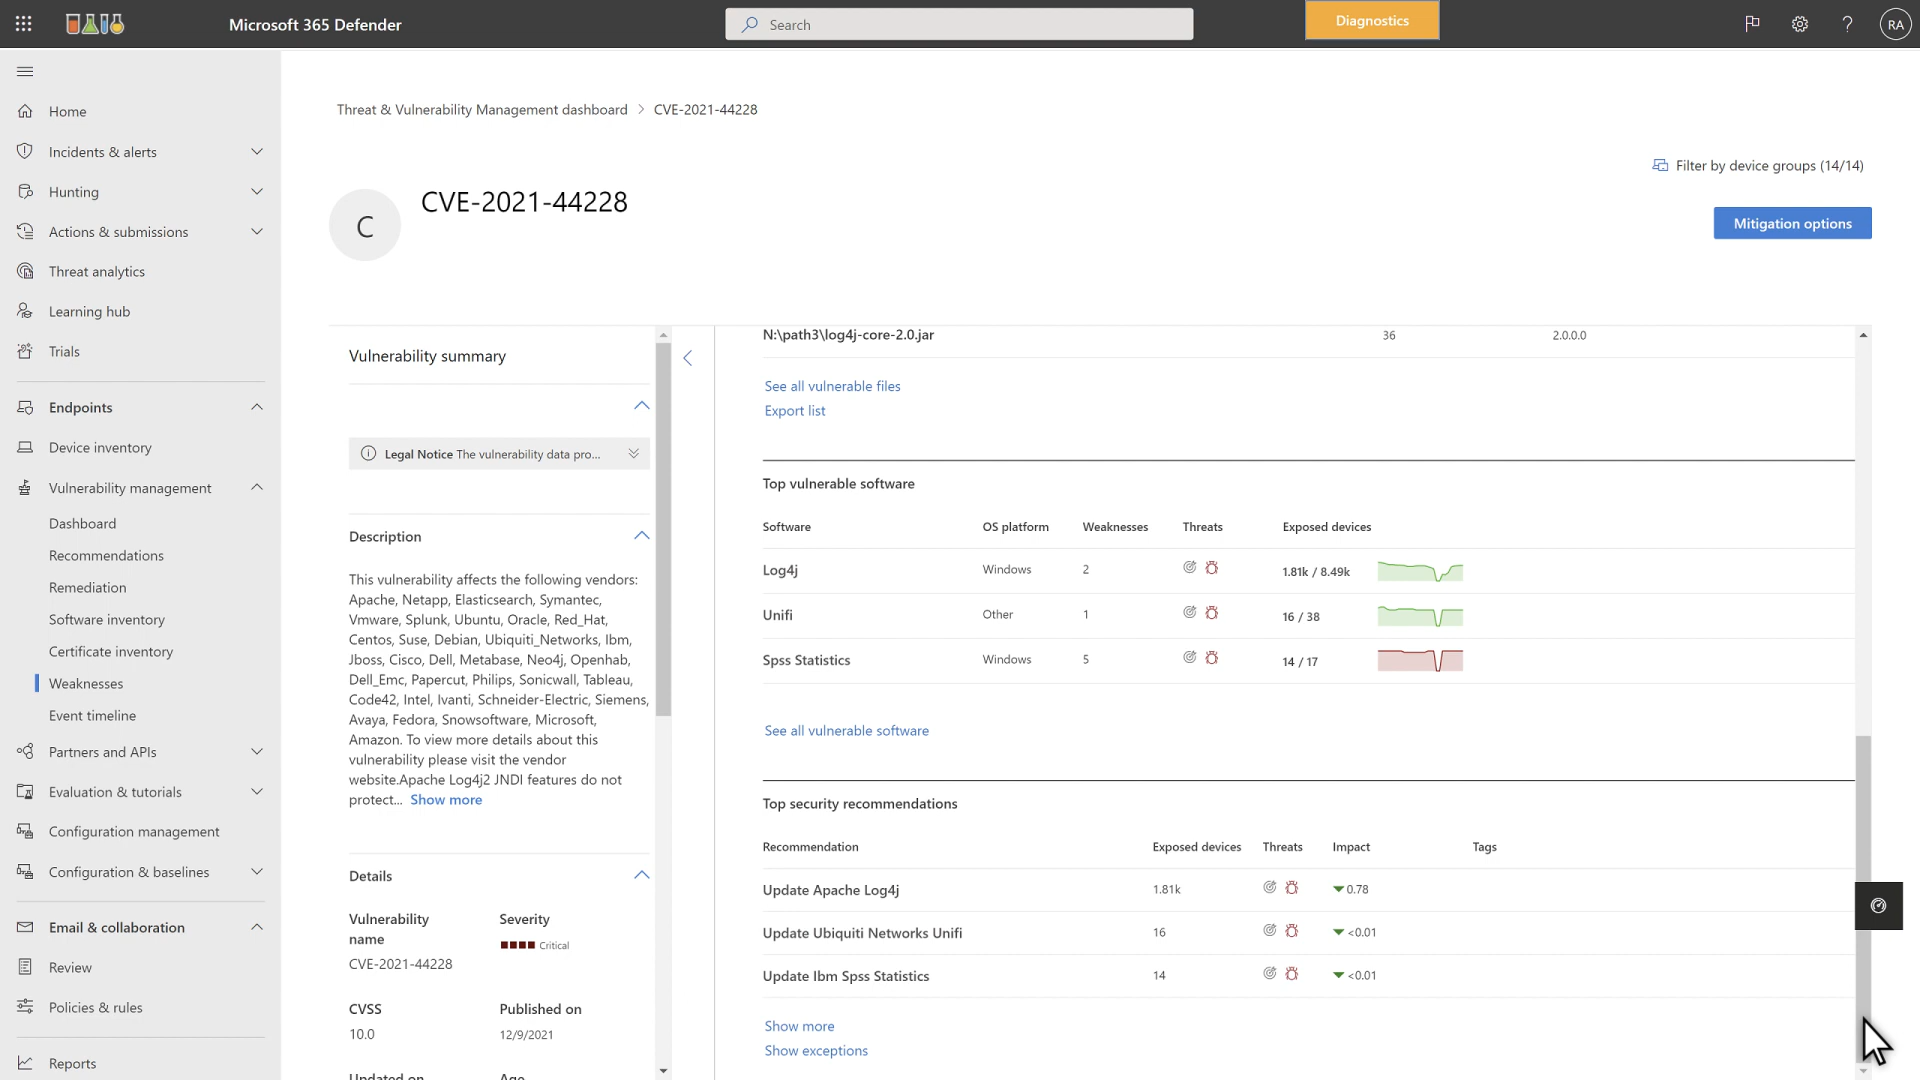 Microsoft 365 Defender
Search
Diagnostics
?
RA
Home
Incidents & alerts
Hunting
Actions & submissions
Threat analytics
Learning hub
Trials
Endpoints
Device inventory
Vulnerability management
Dashboard
Recommendations
Remediation
Software inventory
Certificate inventory
Weaknesses
Event timeline
Partners and APIs
Evaluation & tutorials
Configuration management
Configuration & baselines
Email & collaboration
Review
Policies & rules
Reports
Threat & Vulnerability Management dashboard > CVE-2021-44228
Filter by device groups (14/14)
C
CVE-2021-44228
Mitigation options
Vulnerability summary
Legal Notice The vulnerability data pro...
Description
This vulnerability affects the following vendors:
Apache, Netapp, Elasticsearch, Symantec,
Vmware, Splunk, Ubuntu, Oracle, Red_Hat,
Centos, Suse, Debian, Ubiquiti_Networks, Ibm,
Jboss, Cisco, Dell, Metabase, Neo4j, Openhab,
Dell_Emc, Papercut, Philips, Sonicwall, Tableau,
Code42, Intel, Ivanti, Schneider-Electric, Siemens,
Avaya, Fedora, Snowsoftware, Microsoft,
Amazon. To view more details about this
vulnerability please visit the vendor
website.Apache Log4j2 JNDI features do not
protect... Show more
Details
Vulnerability name
CVE-2021-44228
Severity
Critical
CVSS
10.0
Published on
12/9/2021
Updated on
Age
N:\path3\log4j-core-2.0.jar 36 2.0.0.0
See all vulnerable files
Export list
Top vulnerable software
Software OS platform Weaknesses Threats Exposed devices
Log4j Windows 2 1.81k / 8.49k
Unifi Other 1 16 / 38
Spss Statistics Windows 5 14 / 17
See all vulnerable software
Top security recommendations
Recommendation Exposed devices Threats Impact Tags
Update Apache Log4j 1.81k 0.78
Update Ubiquiti Networks Unifi 16 <0.01
Update Ibm Spss Statistics 14 <0.01
Show more
Show exceptions